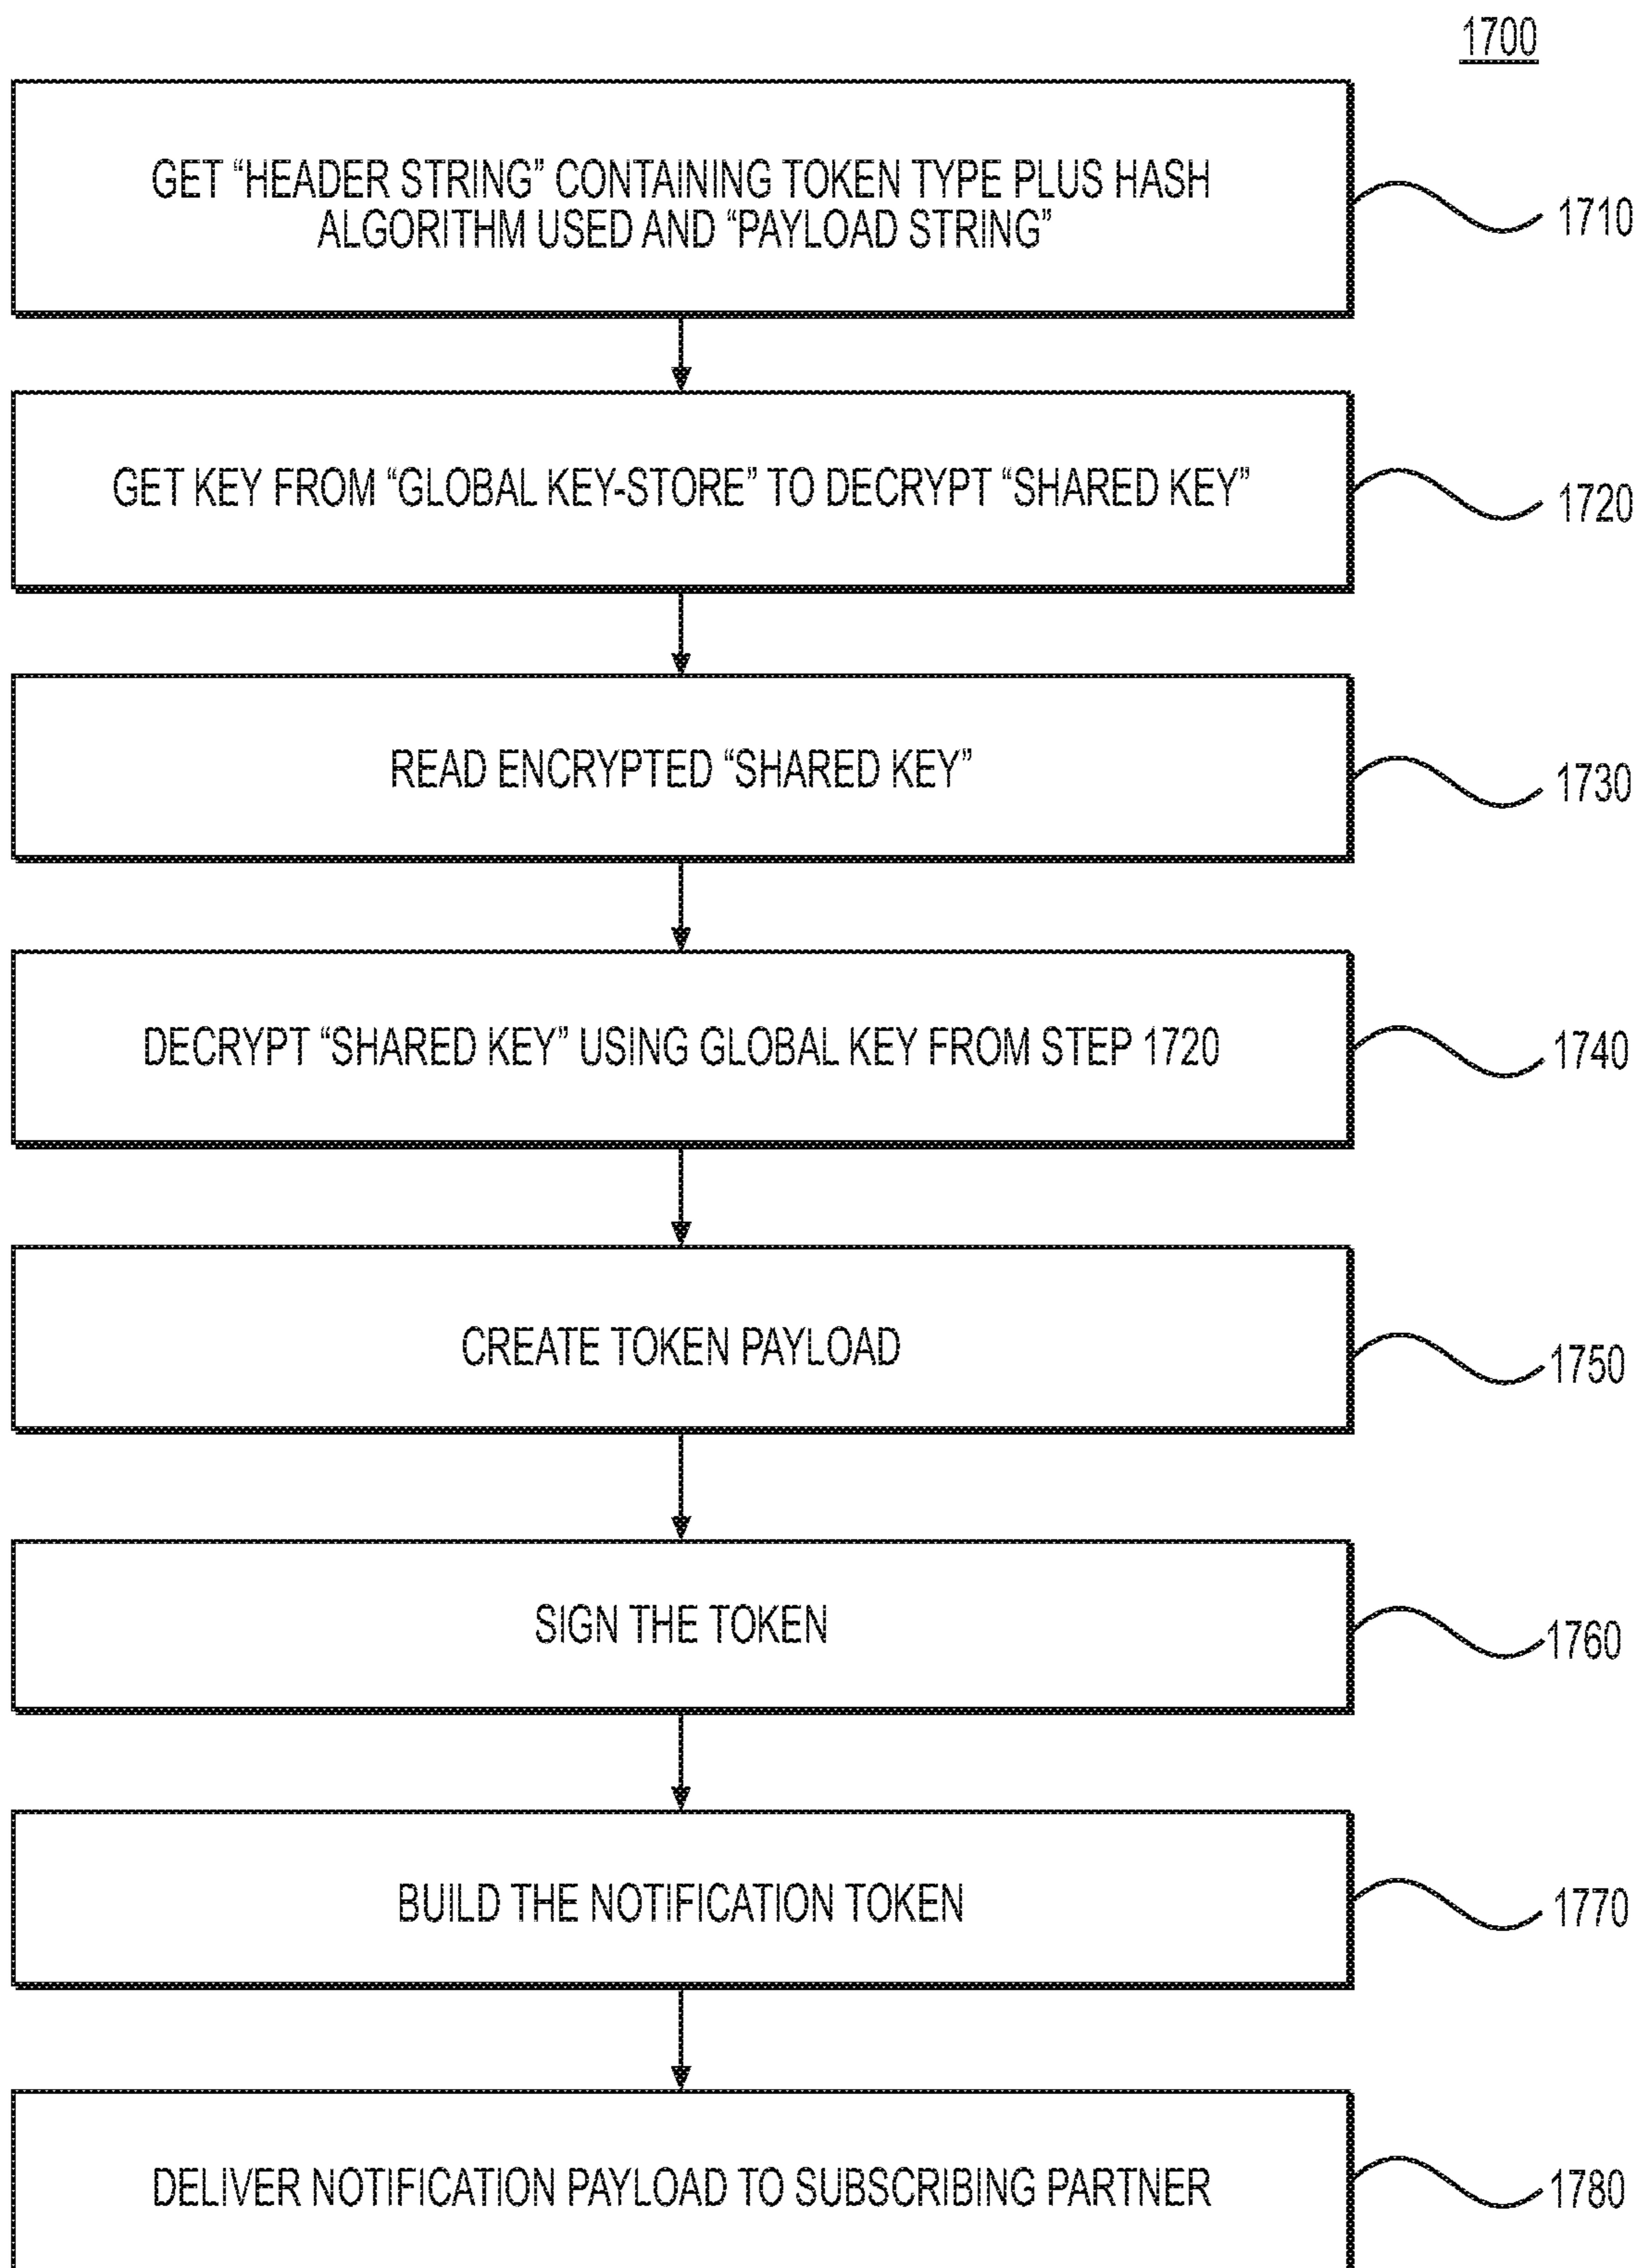 1700
GET “HEADER STRING” CONTAINING TOKEN TYPE PLUS HASH
ALGORITHM USED AND “PAYLOAD STRING”
1710
GET KEY FROM “GLOBAL KEY-STORE” TO DECRYPT “SHARED KEY”
1720
READ ENCRYPTED “SHARED KEY”
1730
DECRYPT “SHARED KEY” USING GLOBAL KEY FROM STEP 1720
1740
CREATE TOKEN PAYLOAD
1750
SIGN THE TOKEN
1760
BUILD THE NOTIFICATION TOKEN
1770
DELIVER NOTIFICATION PAYLOAD TO SUBSCRIBING PARTNER
1780